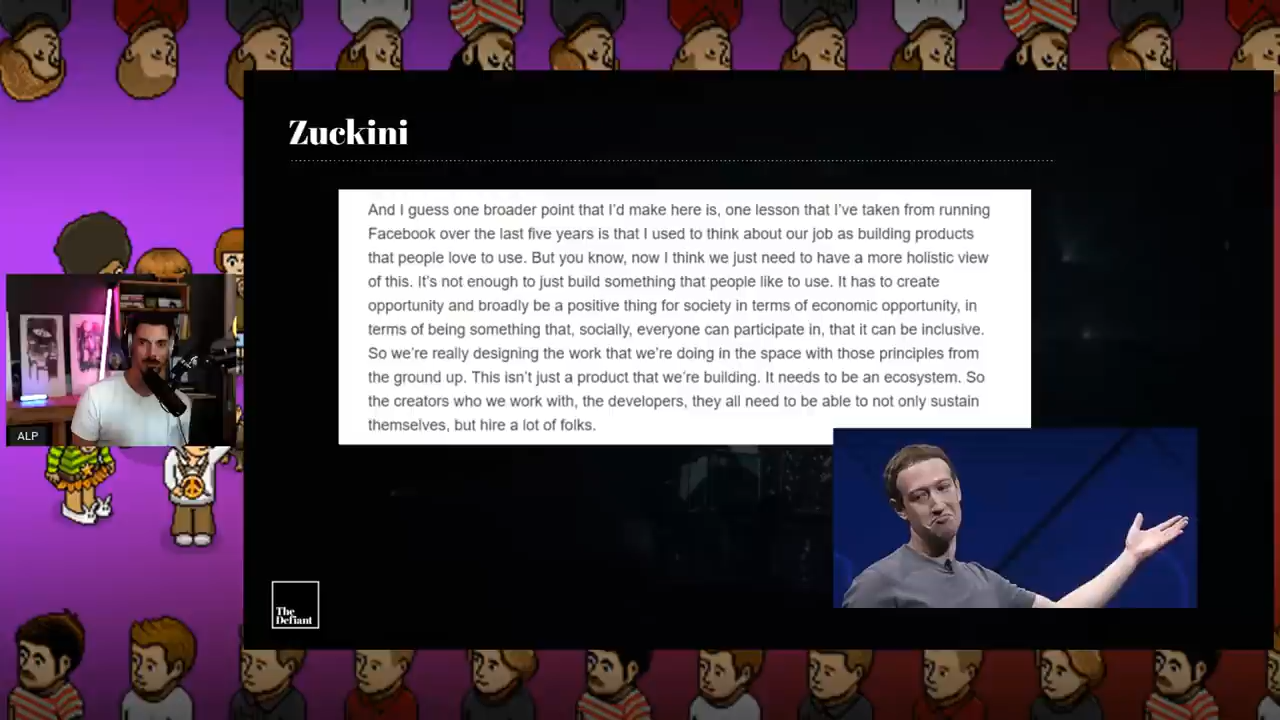 Zuckini
And I guess one broader point that I'd make here is, one lesson that I've taken from running
Facebook over the last five years is that I used to think about our job as building products
that people love to use. But you know, now I think we just need to have a more holistic view
of this. It's not enough to just build something that people like to use. It has to create
opportunity and broadly be a positive thing for society in terms of economic opportunity, in
terms of being something that, socially, everyone can participate in, that it can be inclusive.
So we're really designing the work that we're doing in the space with those principles from
the ground up. This isn't just a product that we're building. It needs to be an ecosystem. So
the creators who we work with, the developers, they all need to be able to not only sustain
themselves, but hire a lot of folks.
ALP
The
Defiant